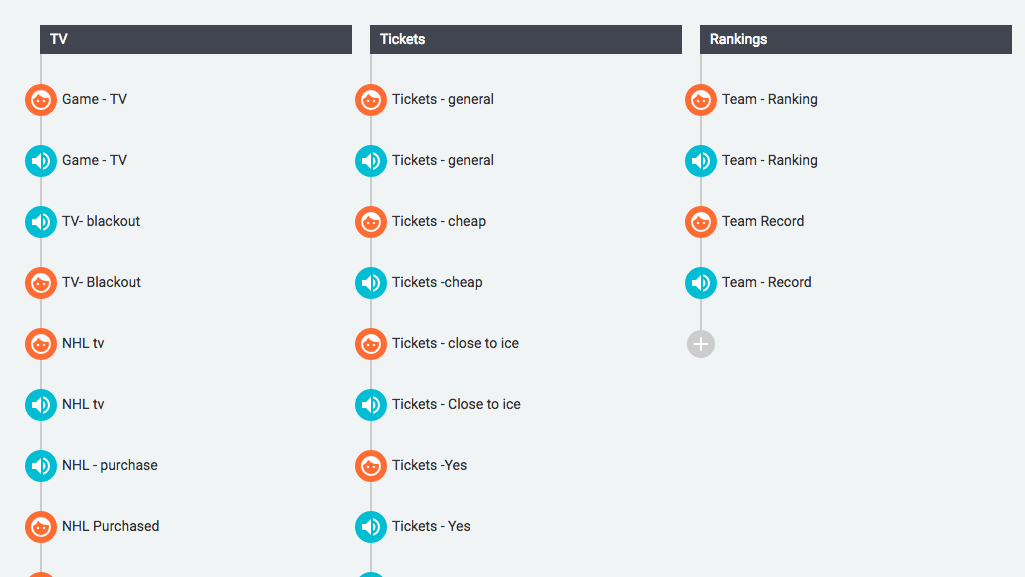 TV
Game - TV
Game - TV
TV- blackout
TV- Blackout
NHL tv
NHL tv
NHL - purchase
NHL Purchased
Tickets
Tickets - general
Tickets - general
Tickets - cheap
Tickets -cheap
Tickets - close to ice
Tickets - Close to ice
Tickets -Yes
Tickets - Yes
Rankings
Team - Ranking
Team - Ranking
Team Record
Team - Record